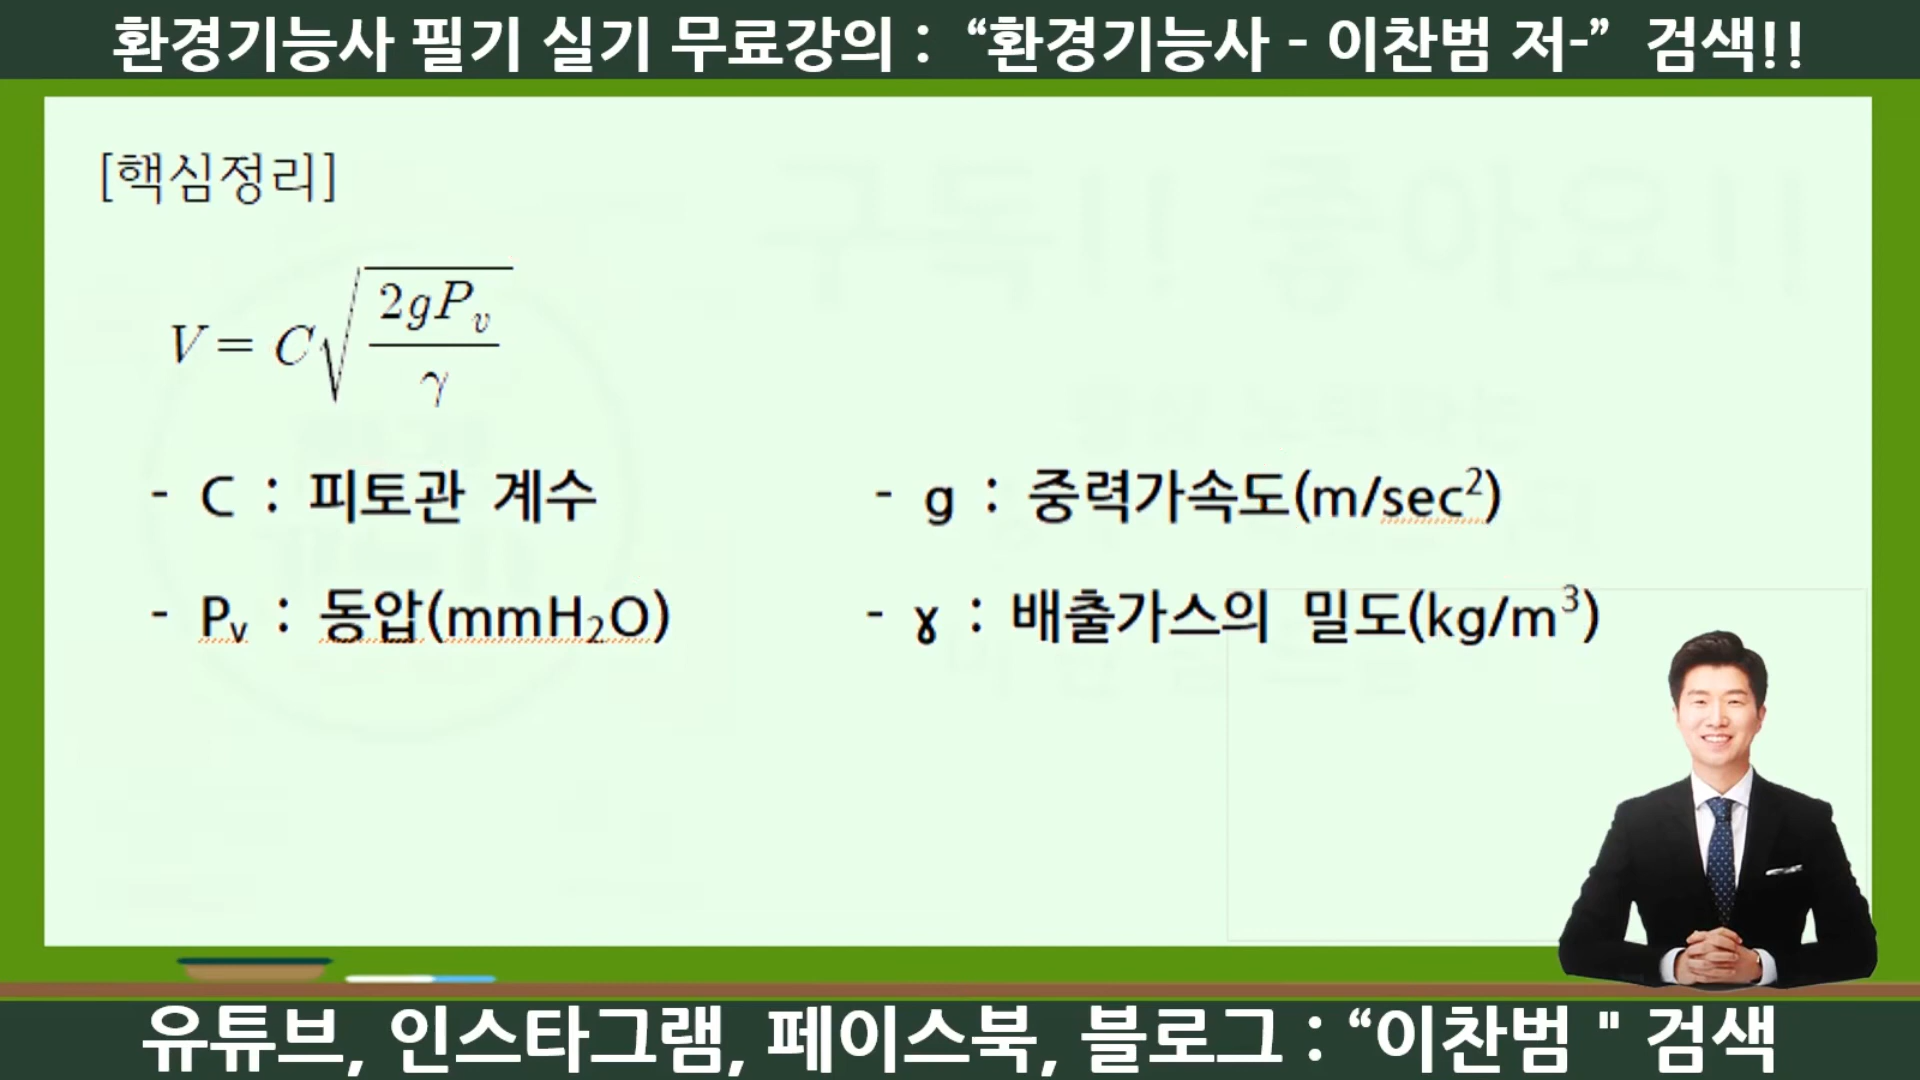 환경기능사 필기 실기 무료강의 : “환경기능사 - 이찬범 저-” 검색!!
[핵심정리]
V = C√(2gPᵥ/γ)
- C : 피토관 계수
- g : 중력가속도(m/sec²)
- Pᵥ : 동압(mmH₂O)
- ɣ : 배출가스의 밀도(kg/m³)
유튜브, 인스타그램, 페이스북, 블로그 : “이찬범 " 검색